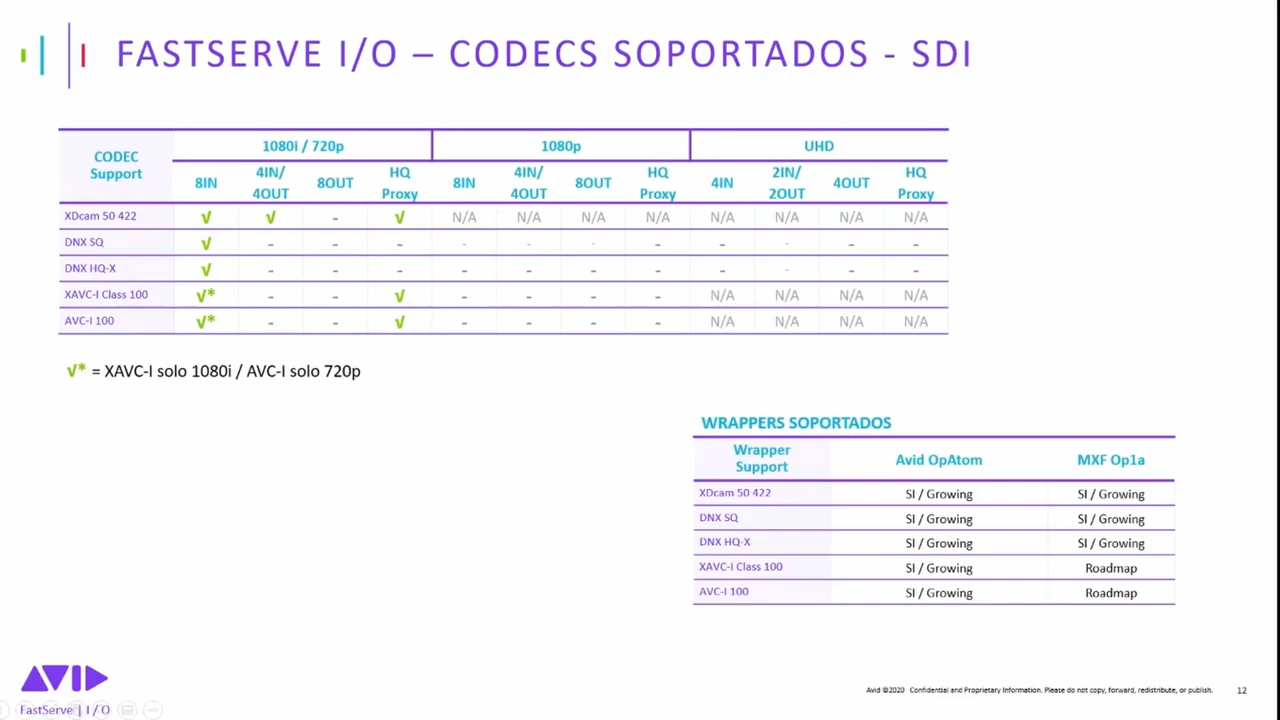 FASTSERVE I/O – CODECS SOPORTADOS - SDI
CODEC Support 1080i / 720p 1080p UHD
8IN 4IN/ 4OUT 8OUT HQ Proxy 8IN 4IN/ 4OUT 8OUT HQ Proxy 4IN 2IN/ 2OUT 4OUT HQ Proxy
XDcam 50 422 √ √ - √ N/A N/A N/A N/A N/A N/A N/A N/A
DNX SQ √ - - - - - - - - - - -
DNX HQ-X √ - - - - - - - - - - -
XAVC-I Class 100 √* - - √ - - - - N/A N/A N/A N/A
AVC-I 100 √* - - √ - - - - N/A N/A N/A N/A
√* = XAVC-I solo 1080i / AVC-I solo 720p
WRAPPERS SOPORTADOS
Wrapper Support Avid OpAtom MXF Op1a
XDcam 50 422 SI / Growing SI / Growing
DNX SQ SI / Growing SI / Growing
DNX HQ-X SI / Growing SI / Growing
XAVC-I Class 100 SI / Growing Roadmap
AVC-I 100 SI / Growing Roadmap
AVID
FastServe | I/O
Avid ©2020 Confidential and Proprietary Information. Please do not copy, forward, redistribute, or publish. 12